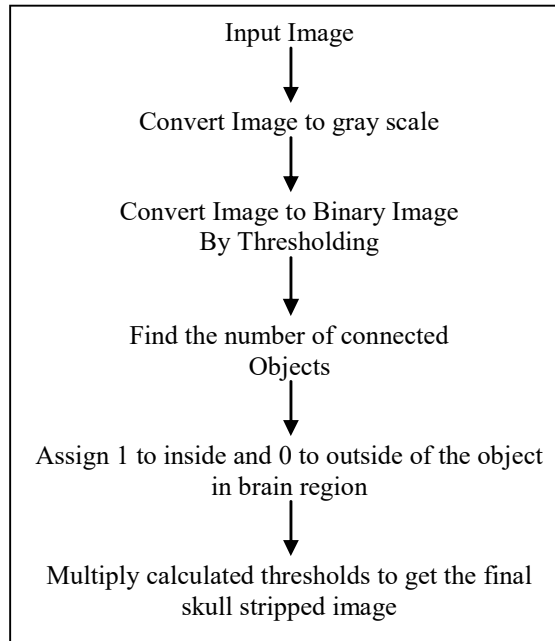 Input Image
Convert Image to gray scale
Convert Image to Binary Image
By Thresholding
Find the number of connected
Objects
Assign 1 to inside and 0 to outside of the object
in brain region
Multiply calculated thresholds to get the final
skull stripped image